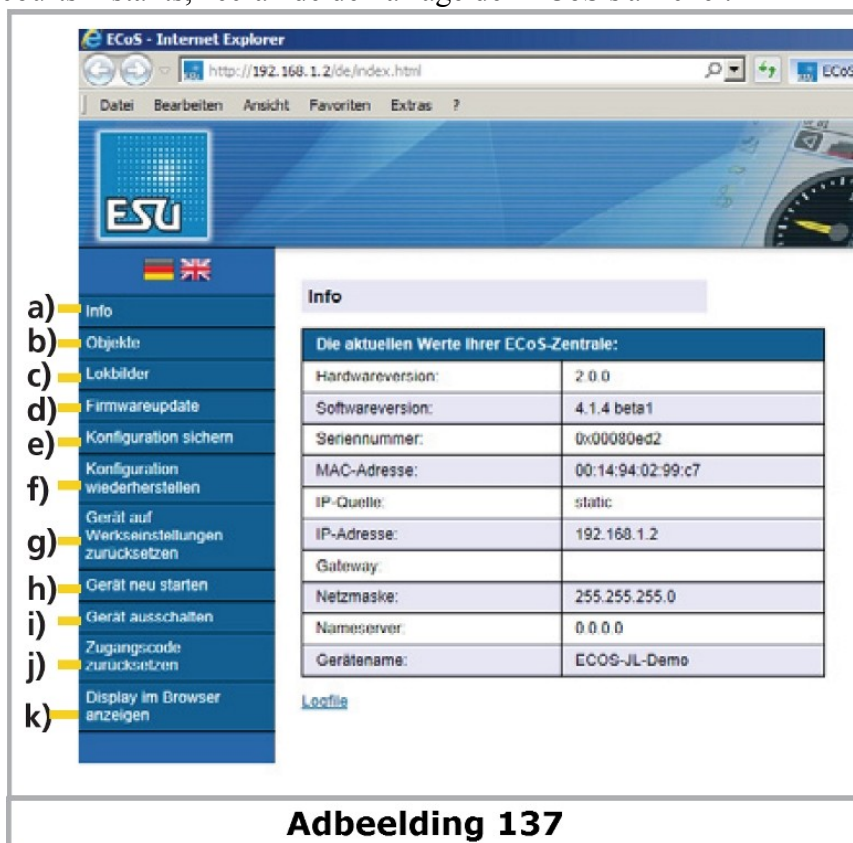 ECoS - Internet Explorer
http://192.168.1.2/de/index.html
ECoS
Datei Bearbeiten Ansicht Favoriten Extras ?
ESU
a) Info
b) Objekte
c) Lokbilder
d) Firmwareupdate
e) Konfiguration sichern
f) Konfiguration
wiederherstellen
g) Gerät auf
Werkseinstellungen
zurücksetzen
h) Gerät neu starten
i) Gerät ausschalten
j) Zugangscode
zurücksetzen
k) Display im Browser
anzeigen
Info
Die aktuellen Werte Ihrer ECoS-Zentrale:
Hardwareversion: 2.0.0
Softwareversion: 4.1.4 beta1
Seriennummer: 0x00080ed2
MAC-Adresse: 00:14:94:02:99:c7
IP-Quelle: static
IP-Adresse: 192.168.1.2
Gateway:
Netzmaske: 255.255.255.0
Nameserver: 0.0.0.0
Gerätename: ECOS-JL-Demo
Logfile
Adbeelding 137